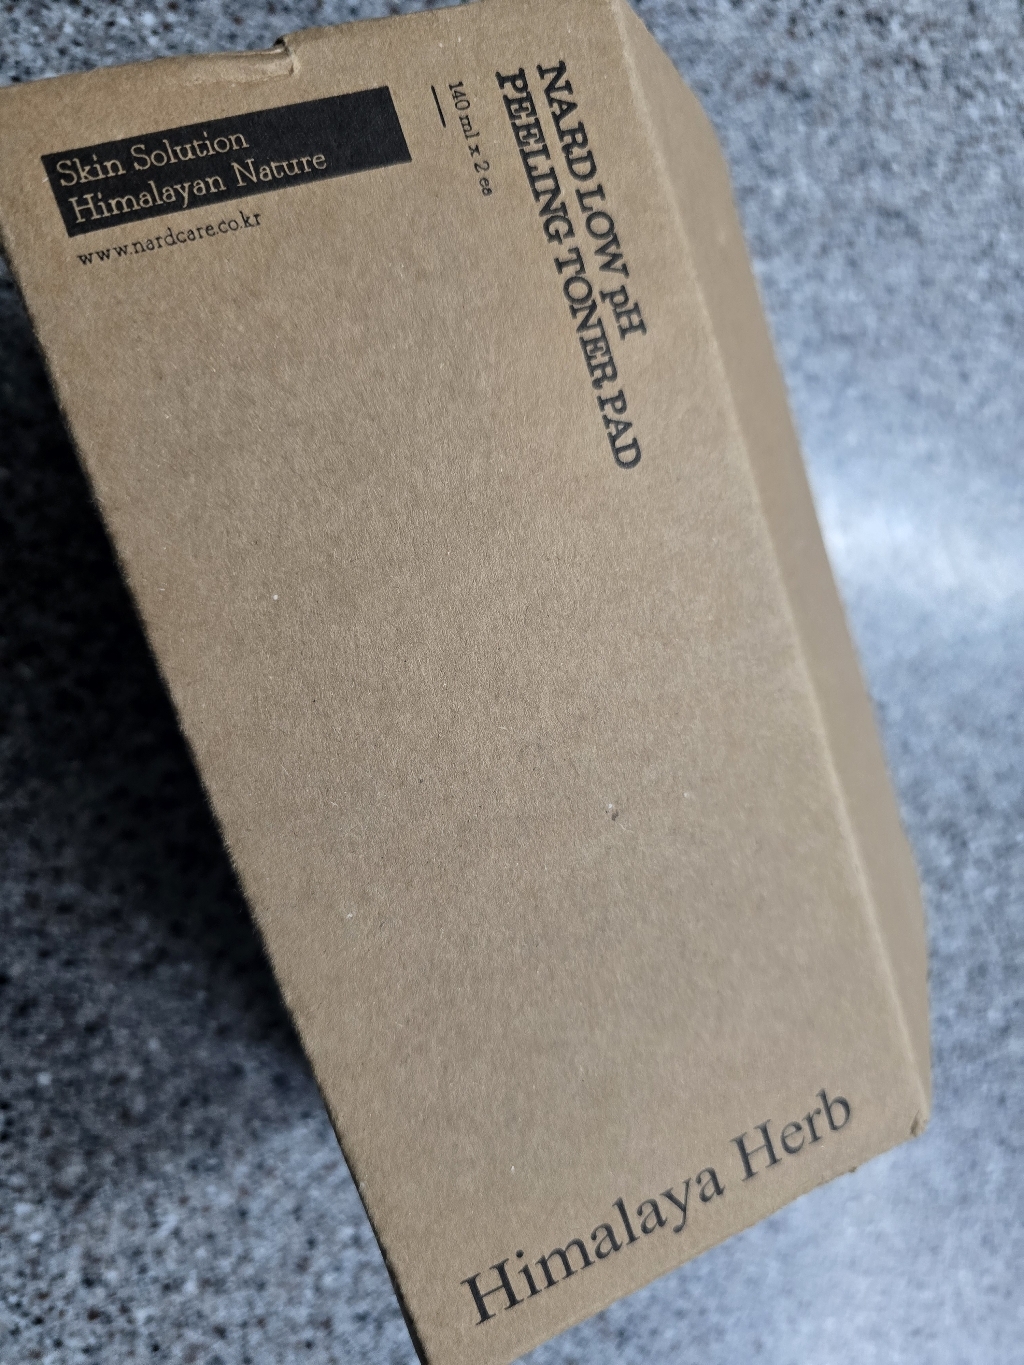 Skin Solution
Himalayan Nature
www.nardcare.co.kr
NARD LOW pH
PEELING TONER PAD
140 ml x 2 ea
Himalaya Herb